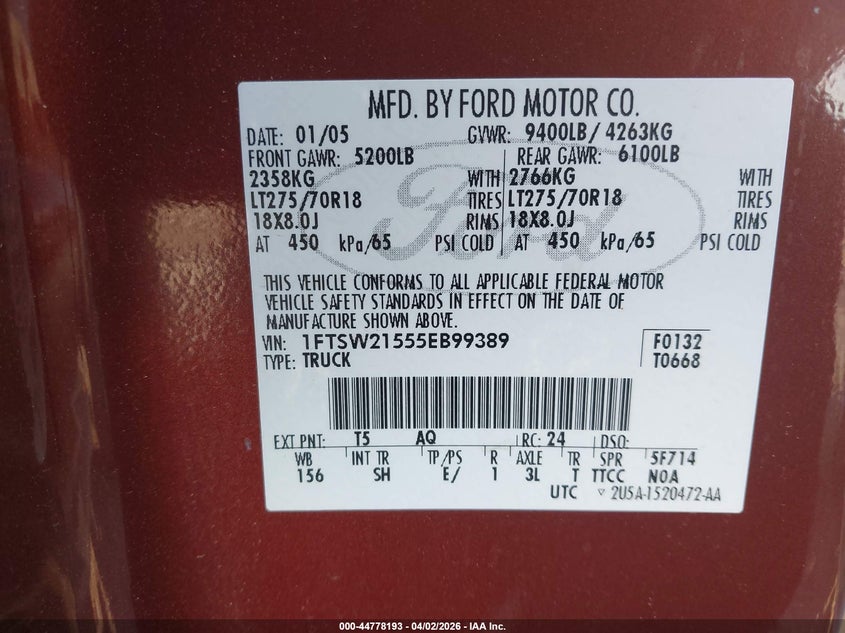 MFD. BY FORD MOTOR CO.
DATE: 01/05 GVWR: 9400LB/ 4263KG
FRONT GAWR: 5200LB REAR GAWR: 6100LB
2358KG WITH 2766KG WITH
LT275/70R18 TIRES LT275/70R18 TIRES
18X8.0J RIMS 18X8.0J RIMS
AT 450 kPa/65 PSI COLD AT 450 kPa/65 PSI COLD
Ford
THIS VEHICLE CONFORMS TO ALL APPLICABLE FEDERAL MOTOR
VEHICLE SAFETY STANDARDS IN EFFECT ON THE DATE OF
MANUFACTURE SHOWN ABOVE.
VIN: 1FTSW21555EB99389 F0132
TYPE: TRUCK T0668
EXT PNT: T5 AQ RC: 24 DSO:
WB INT TR TP/PS R AXLE TR SPR 5F714
156 SH E/ 1 3L T TTCC N0A
UTC ▽ 2U5A-1520472-AA
000-44778193 - 04/02/2026 - IAA Inc.